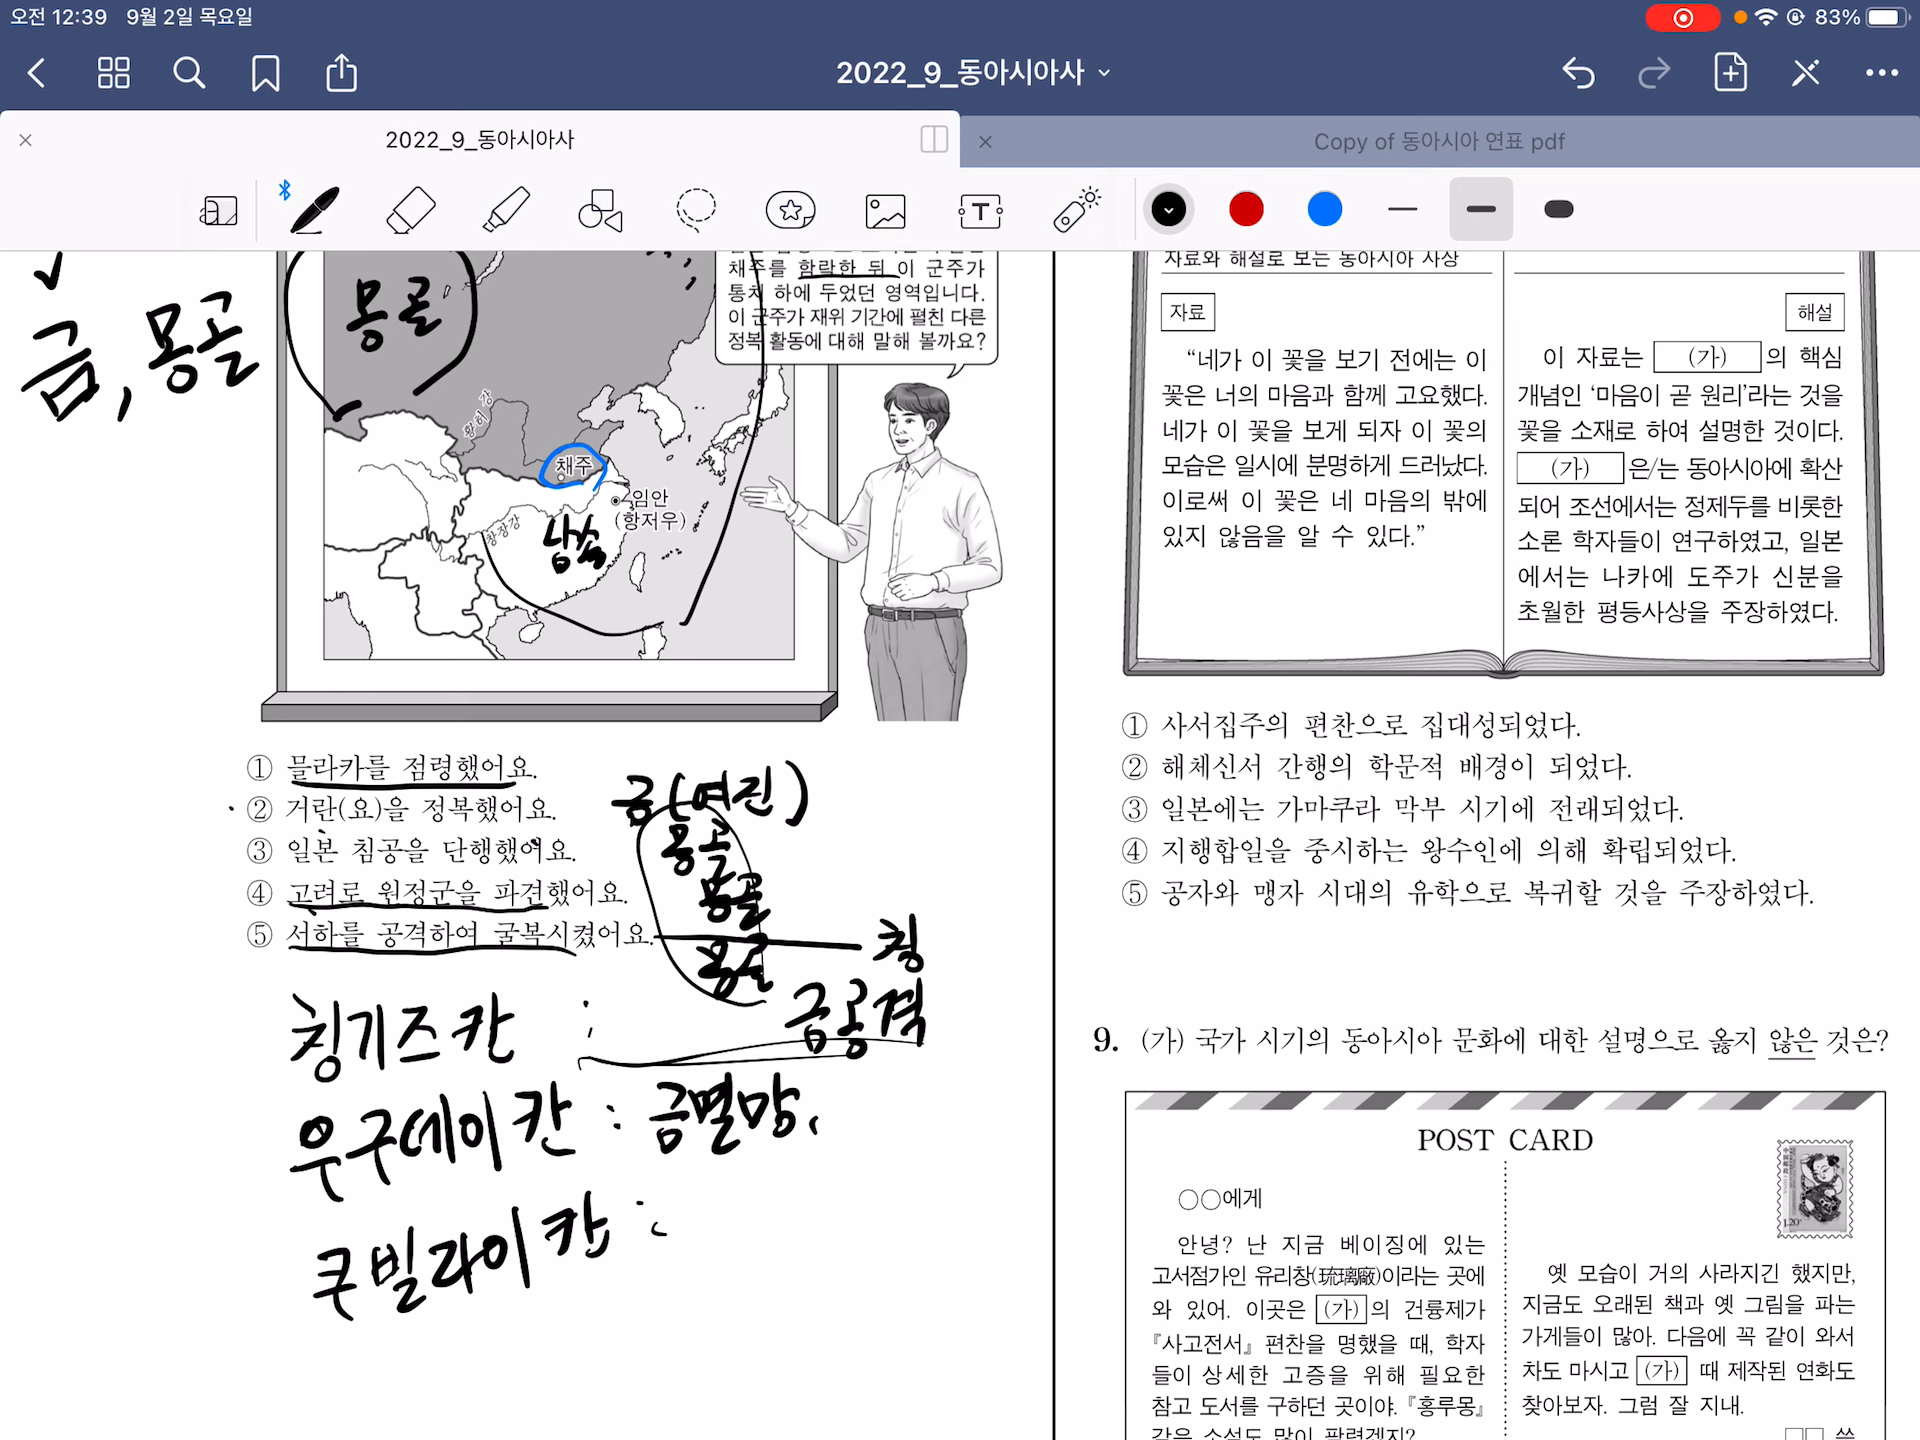 오전 12:39 9월 2일 목요일
83%
2022_9_동아시아사
2022_9_동아시아사
Copy of 동아시아 연표 pdf
금, 몽골
몽골
채주를 함락한 뒤 이 군주가
통치 하에 두었던 영역입니다.
이 군주가 재위 기간에 펼친 다른
정복 활동에 대해 말해 볼까요?
황허 강
채주
임안
(항저우)
창장강
남송
① 믈라카를 점령했어요.
② 거란(요)을 정복했어요.
③ 일본 침공을 단행했어요.
④ 고려로 원정군을 파견했어요.
⑤ 서하를 공격하여 굴복시켰어요.
금(여진)
몽골
몽골
몽골
칭
금공격
칭기즈 칸 :
우구데이 칸 : 금멸망,
쿠빌라이 칸 :
자료와 해설로 보는 동아시아 사상
자료
“네가 이 꽃을 보기 전에는 이
꽃은 너의 마음과 함께 고요했다.
네가 이 꽃을 보게 되자 이 꽃의
모습은 일시에 분명하게 드러났다.
이로써 이 꽃은 네 마음의 밖에
있지 않음을 알 수 있다.”
해설
이 자료는 (가) 의 핵심
개념인 ‘마음이 곧 원리’라는 것을
꽃을 소재로 하여 설명한 것이다.
(가) 은/는 동아시아에 확산
되어 조선에서는 정제두를 비롯한
소론 학자들이 연구하였고, 일본
에서는 나카에 도주가 신분을
초월한 평등사상을 주장하였다.
① 사서집주의 편찬으로 집대성되었다.
② 해체신서 간행의 학문적 배경이 되었다.
③ 일본에는 가마쿠라 막부 시기에 전래되었다.
④ 지행합일을 중시하는 왕수인에 의해 확립되었다.
⑤ 공자와 맹자 시대의 유학으로 복귀할 것을 주장하였다.
9. (가) 국가 시기의 동아시아 문화에 대한 설명으로 옳지 않은 것은?
POST CARD
○○에게
안녕? 난 지금 베이징에 있는
고서점가인 유리창(琉璃廠)이라는 곳에
와 있어. 이곳은 (가) 의 건륭제가
『사고전서』 편찬을 명했을 때, 학자
들이 상세한 고증을 위해 필요한
참고 도서를 구하던 곳이야. 『홍루몽』
같은 소설도 많이 팔렸겠지?
1.20
옛 모습이 거의 사라지긴 했지만,
지금도 오래된 책과 옛 그림을 파는
가게들이 많아. 다음에 꼭 같이 와서
차도 마시고 (가) 때 제작된 연화도
찾아보자. 그럼 잘 지내.
□□ 씀